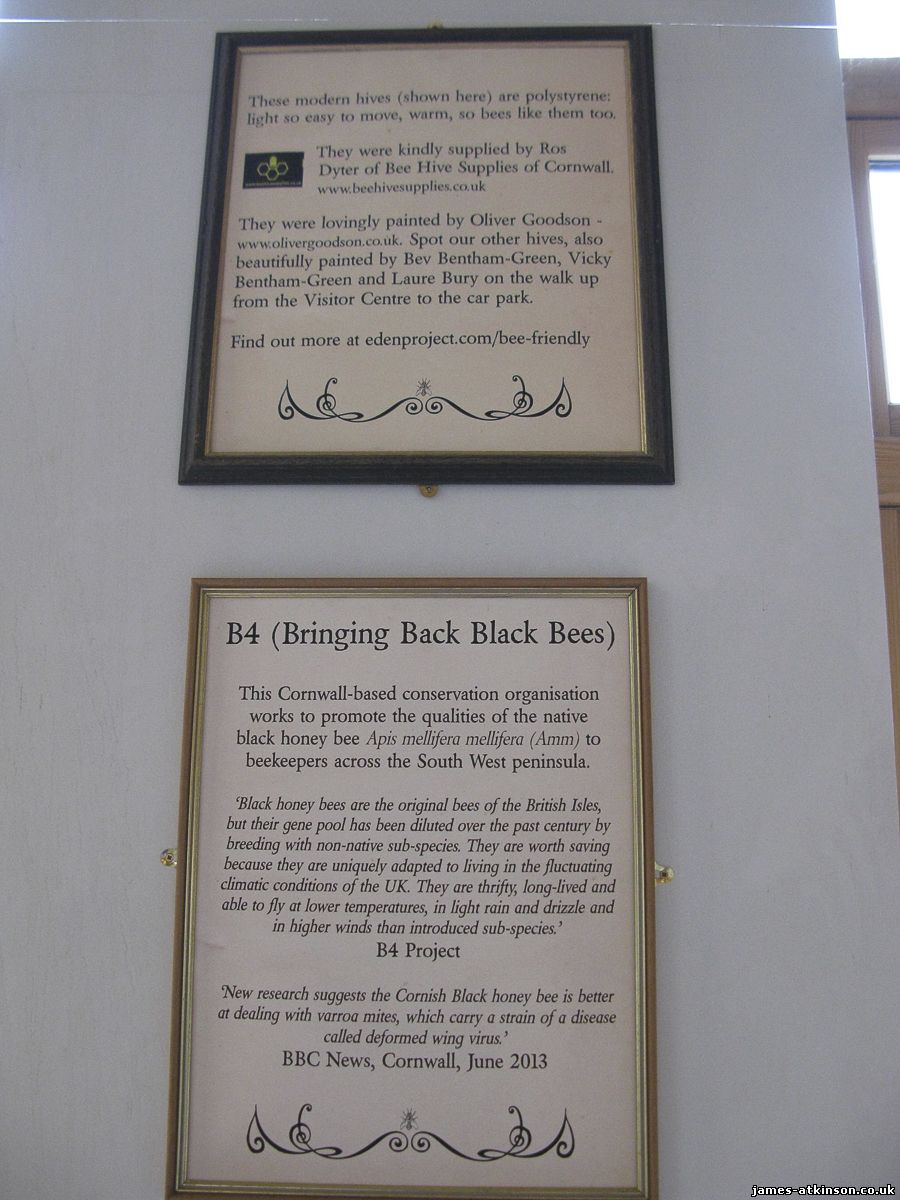 These modern hives (shown here) are polystyrene:
light so easy to move, warm, so bees like them too.
They were kindly supplied by Ros
Dyter of Bee Hive Supplies of Cornwall.
www.beehivesupplies.co.uk
They were lovingly painted by Oliver Goodson -
www.olivergoodson.co.uk. Spot our other hives, also
beautifully painted by Bev Bentham-Green, Vicky
Bentham-Green and Laure Bury on the walk up
from the Visitor Centre to the car park.
Find out more at edenproject.com/bee-friendly
B4 (Bringing Back Black Bees)
This Cornwall-based conservation organisation
works to promote the qualities of the native
black honey bee Apis mellifera mellifera (Amm) to
beekeepers across the South West peninsula.
'Black honey bees are the original bees of the British Isles,
but their gene pool has been diluted over the past century by
breeding with non-native sub-species. They are worth saving
because they are uniquely adapted to living in the fluctuating
climatic conditions of the UK. They are thrifty, long-lived and
able to fly at lower temperatures, in light rain and drizzle and
in higher winds than introduced sub-species.'
B4 Project
'New research suggests the Cornish Black honey bee is better
at dealing with varroa mites, which carry a strain of a disease
called deformed wing virus.'
BBC News, Cornwall, June 2013
james-atkinson.co.uk